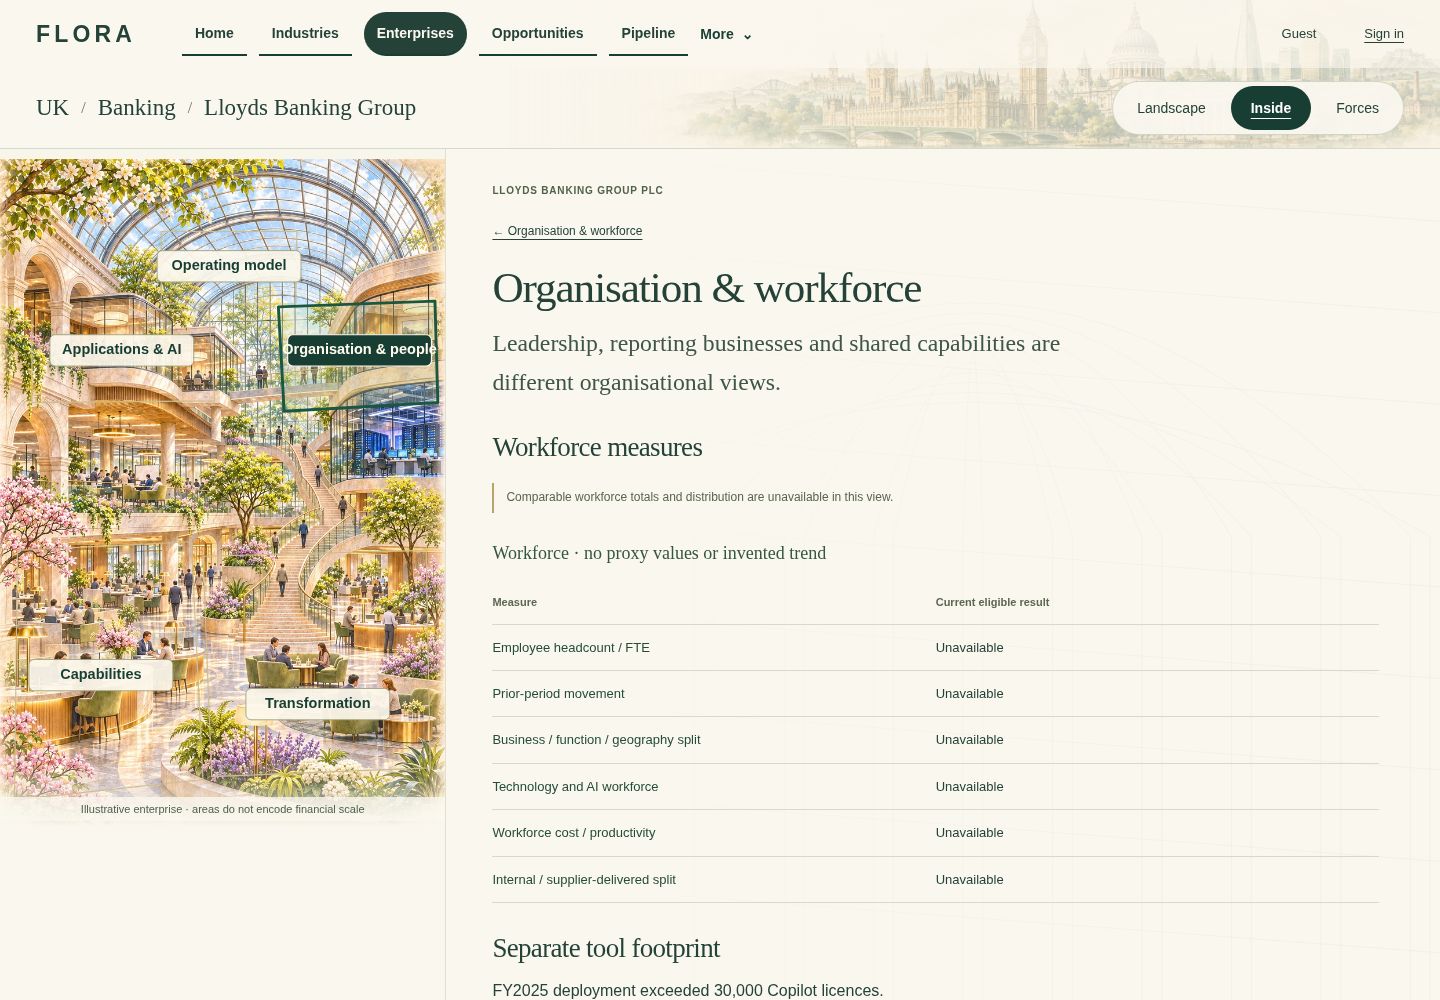 FLORA
Home
Industries
Enterprises
Opportunities
Pipeline
More ⌄
Guest
Sign in
UK / Banking / Lloyds Banking Group
Landscape
Inside
Forces
Operating model
Applications & AI
Organisation & people
Capabilities
Transformation
Illustrative enterprise · areas do not encode financial scale
LLOYDS BANKING GROUP PLC
← Organisation & workforce
Organisation & workforce
Leadership, reporting businesses and shared capabilities are
different organisational views.
Workforce measures
Comparable workforce totals and distribution are unavailable in this view.
Workforce · no proxy values or invented trend
Measure Current eligible result
Employee headcount / FTE Unavailable
Prior-period movement Unavailable
Business / function / geography split Unavailable
Technology and AI workforce Unavailable
Workforce cost / productivity Unavailable
Internal / supplier-delivered split Unavailable
Separate tool footprint
FY2025 deployment exceeded 30,000 Copilot licences.